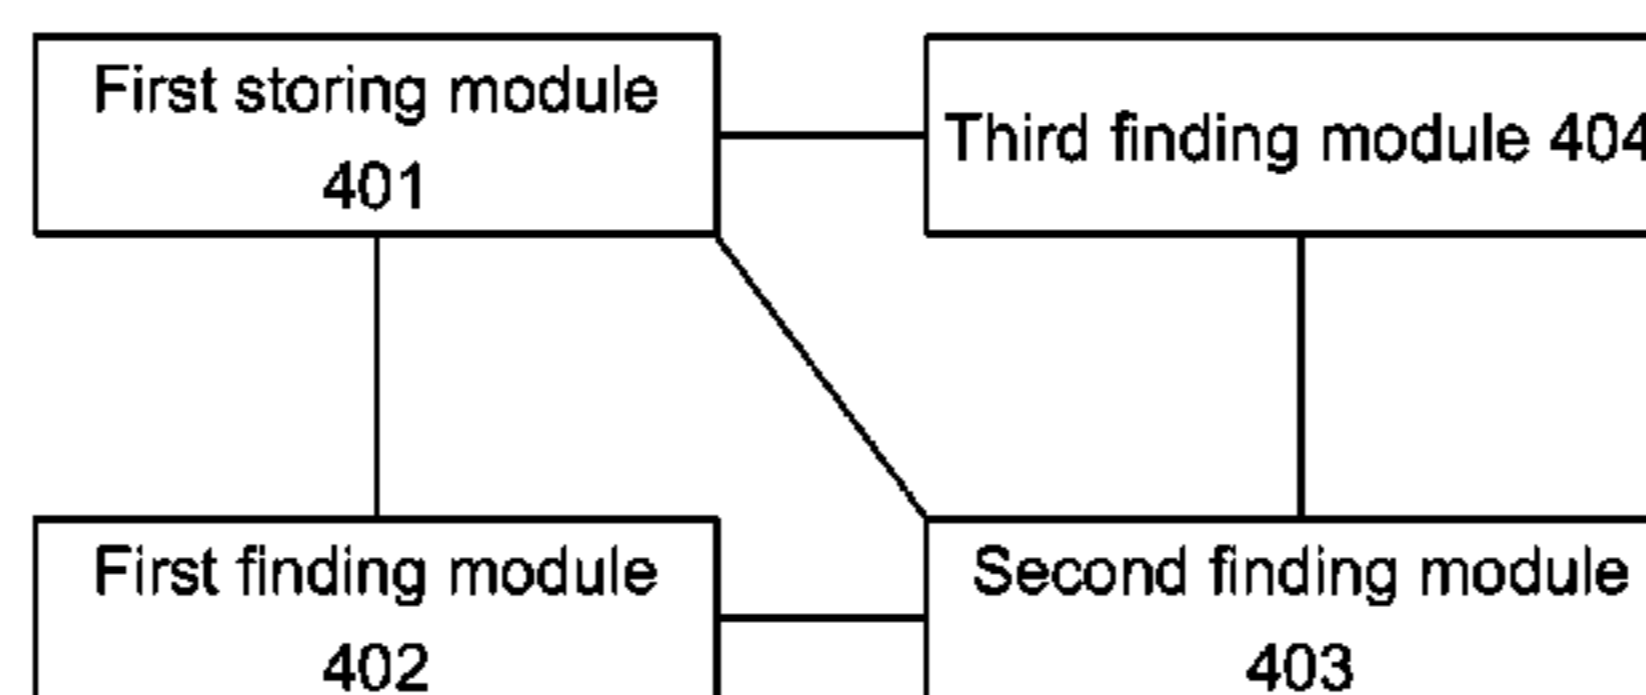 First storing module
401
Third finding module 404
First finding module
402
Second finding module
403